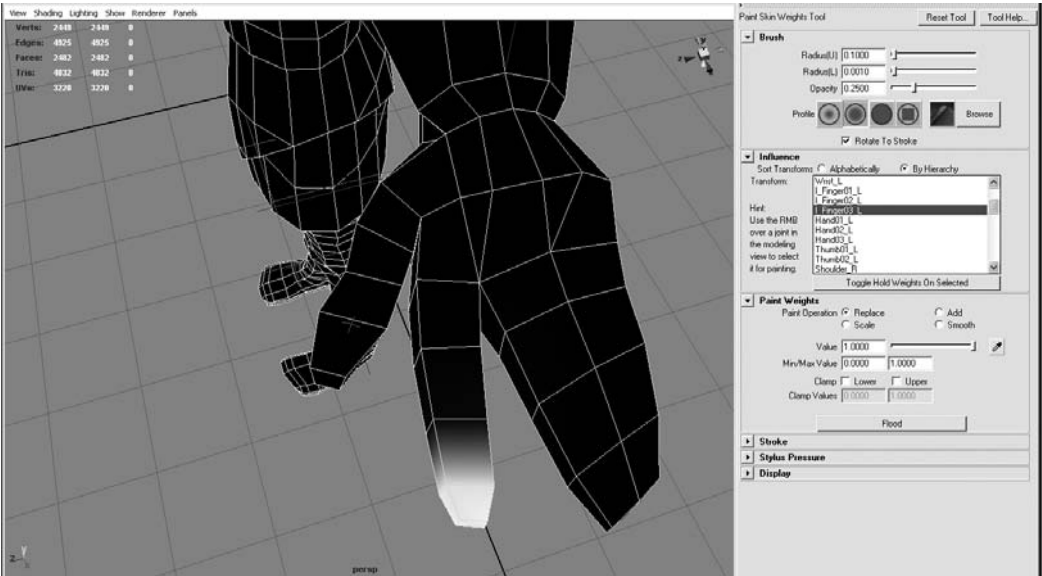 View Shading Lighting Show Renderer Panels
Verts: 2449 2449 0
Edges: 4925 4925 0
Faces: 2482 2482 0
Tris: 4832 4832 0
UVs: 3220 3220 0
y
z
z y
x
persp
Paint Skin Weights Tool Reset Tool Tool Help...
Brush
Radius(U) 0.1000
Radius(L) 0.0010
Opacity 0.2500
Profile Browse
Rotate To Stroke
Influence
Sort Transforms Alphabetically By Hierarchy
Transform: Wrist_L
I_Finger01_L
I_Finger02_L
Hint: I_Finger03_L
Use the RMB Hand01_L
over a joint in Hand02_L
the modeling Hand03_L
view to select Thumb01_L
it for painting. Thumb02_L
Shoulder_R
Toggle Hold Weights On Selected
Paint Weights
Paint Operation Replace Add
Scale Smooth
Value 1.0000
Min/Max Value 0.0000 1.0000
Clamp Lower Upper
Clamp Values 0.0000 1.0000
Flood
Stroke
Stylus Pressure
Display